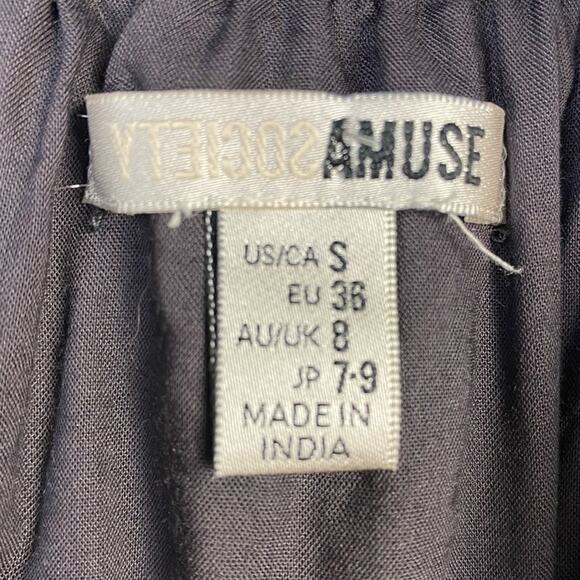 SOCIETY AMUSE
US/CA S
EU 36
AU/UK 8
JP 7-9
MADE IN
INDIA